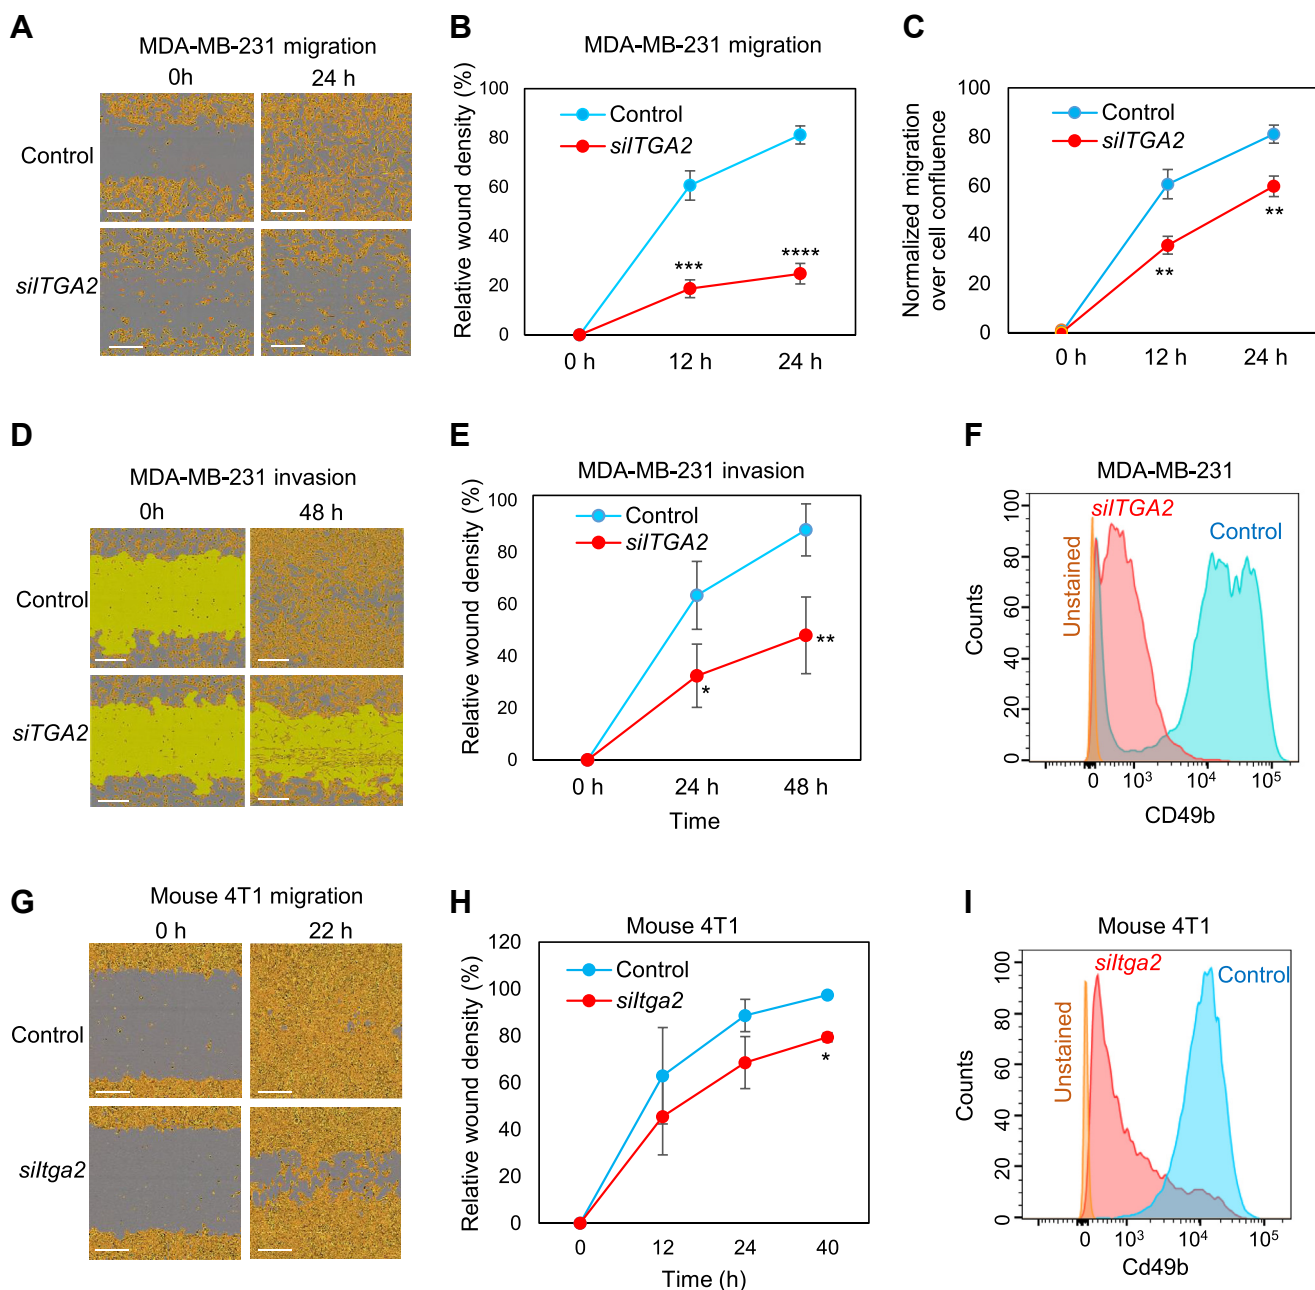 A
MDA-MB-231 migration
0h
24 h
Control
siITGA2
B
MDA-MB-231 migration
Relative wound density (%)
100
80
60
40
20
0
Control
siITGA2
***
****
0 h
12 h
24 h
C
Normalized migration
over cell confluence
100
80
60
40
20
0
Control
siITGA2
**
**
0 h
12 h
24 h
D
MDA-MB-231 invasion
0h
48 h
Control
siTGA2
E
MDA-MB-231 invasion
Relative wound density (%)
100
80
60
40
20
0
Control
siITGA2
*
**
0 h
24 h
48 h
Time
F
MDA-MB-231
Counts
100
80
60
40
20
0
Unstained
siITGA2
Control
0
10³
10⁴
10⁵
CD49b
G
Mouse 4T1 migration
0 h
22 h
Control
siItga2
H
Mouse 4T1
Relative wound density (%)
120
100
80
60
40
20
0
Control
siItga2
*
0
12
24
40
Time (h)
I
Mouse 4T1
Counts
100
80
60
40
20
0
Unstained
siItga2
Control
0
10³
10⁴
10⁵
Cd49b